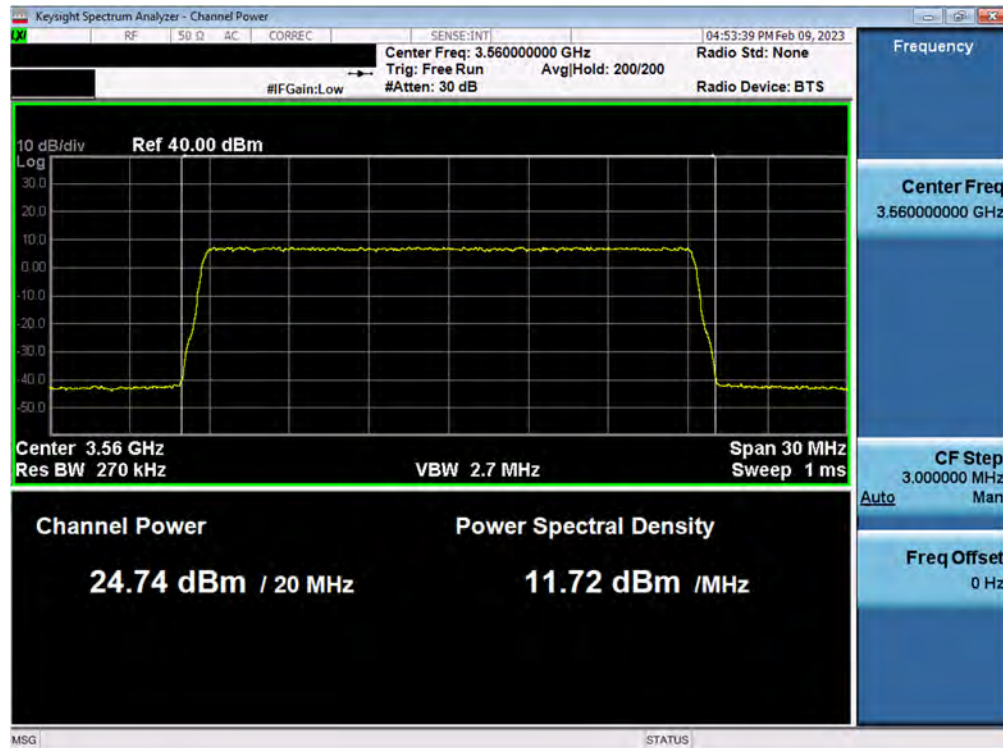 Keysight Spectrum Analyzer - Channel Power
LXI RF 50 Ω AC CORREC SENSE:INT 04:53:39 PM Feb 09, 2023
Center Freq: 3.560000000 GHz Radio Std: None
Trig: Free Run Avg|Hold: 200/200
#IFGain:Low #Atten: 30 dB Radio Device: BTS
10 dB/div Ref 40.00 dBm
Log
30.0
20.0
10.0
0.00
-10.0
-20.0
-30.0
-40.0
-50.0
Center 3.56 GHz Span 30 MHz
Res BW 270 kHz VBW 2.7 MHz Sweep 1 ms
Channel Power Power Spectral Density
24.74 dBm / 20 MHz 11.72 dBm /MHz
Frequency
Center Freq
3.560000000 GHz
CF Step
3.000000 MHz
Auto Man
Freq Offset
0 Hz
MSG STATUS